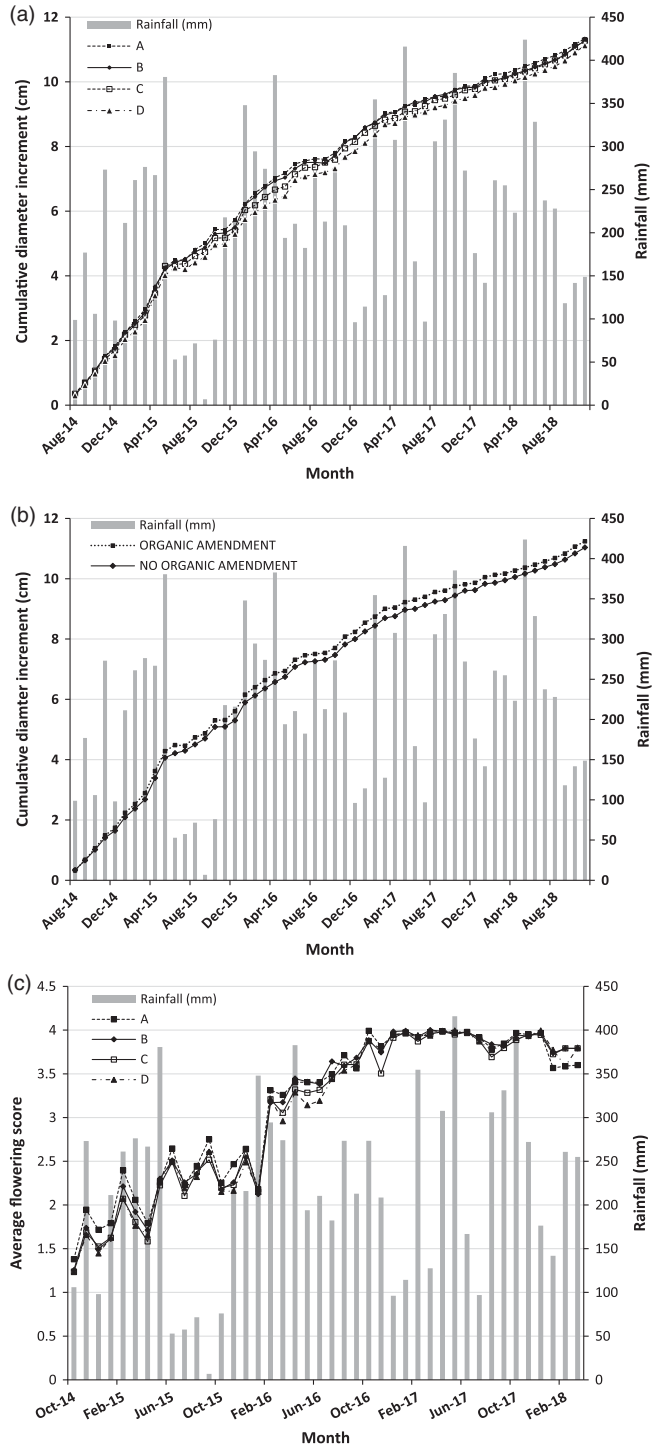 (a)
Rainfall (mm)
A
B
C
D
Cumulative diameter increment (cm)
12
10
8
6
4
2
0
450
400
350
300
250
200
150
100
50
0
Rainfall (mm)
Aug-14
Dec-14
Apr-15
Aug-15
Dec-15
Apr-16
Aug-16
Dec-16
Apr-17
Aug-17
Dec-17
Apr-18
Aug-18
Month
(b)
Rainfall (mm)
ORGANIC AMENDMENT
NO ORGANIC AMENDMENT
Cumulative diamter increment (cm)
12
10
8
6
4
2
0
450
400
350
300
250
200
150
100
50
0
Rainfall (mm)
Aug-14
Dec-14
Apr-15
Aug-15
Dec-15
Apr-16
Aug-16
Dec-16
Apr-17
Aug-17
Dec-17
Apr-18
Aug-18
Month
(c)
Rainfall (mm)
A
B
C
D
Average flowering score
4.5
4
3.5
3
2.5
2
1.5
1
0.5
0
450
400
350
300
250
200
150
100
50
0
Rainfall (mm)
Oct-14
Feb-15
Jun-15
Oct-15
Feb-16
Jun-16
Oct-16
Feb-17
Jun-17
Oct-17
Feb-18
Month